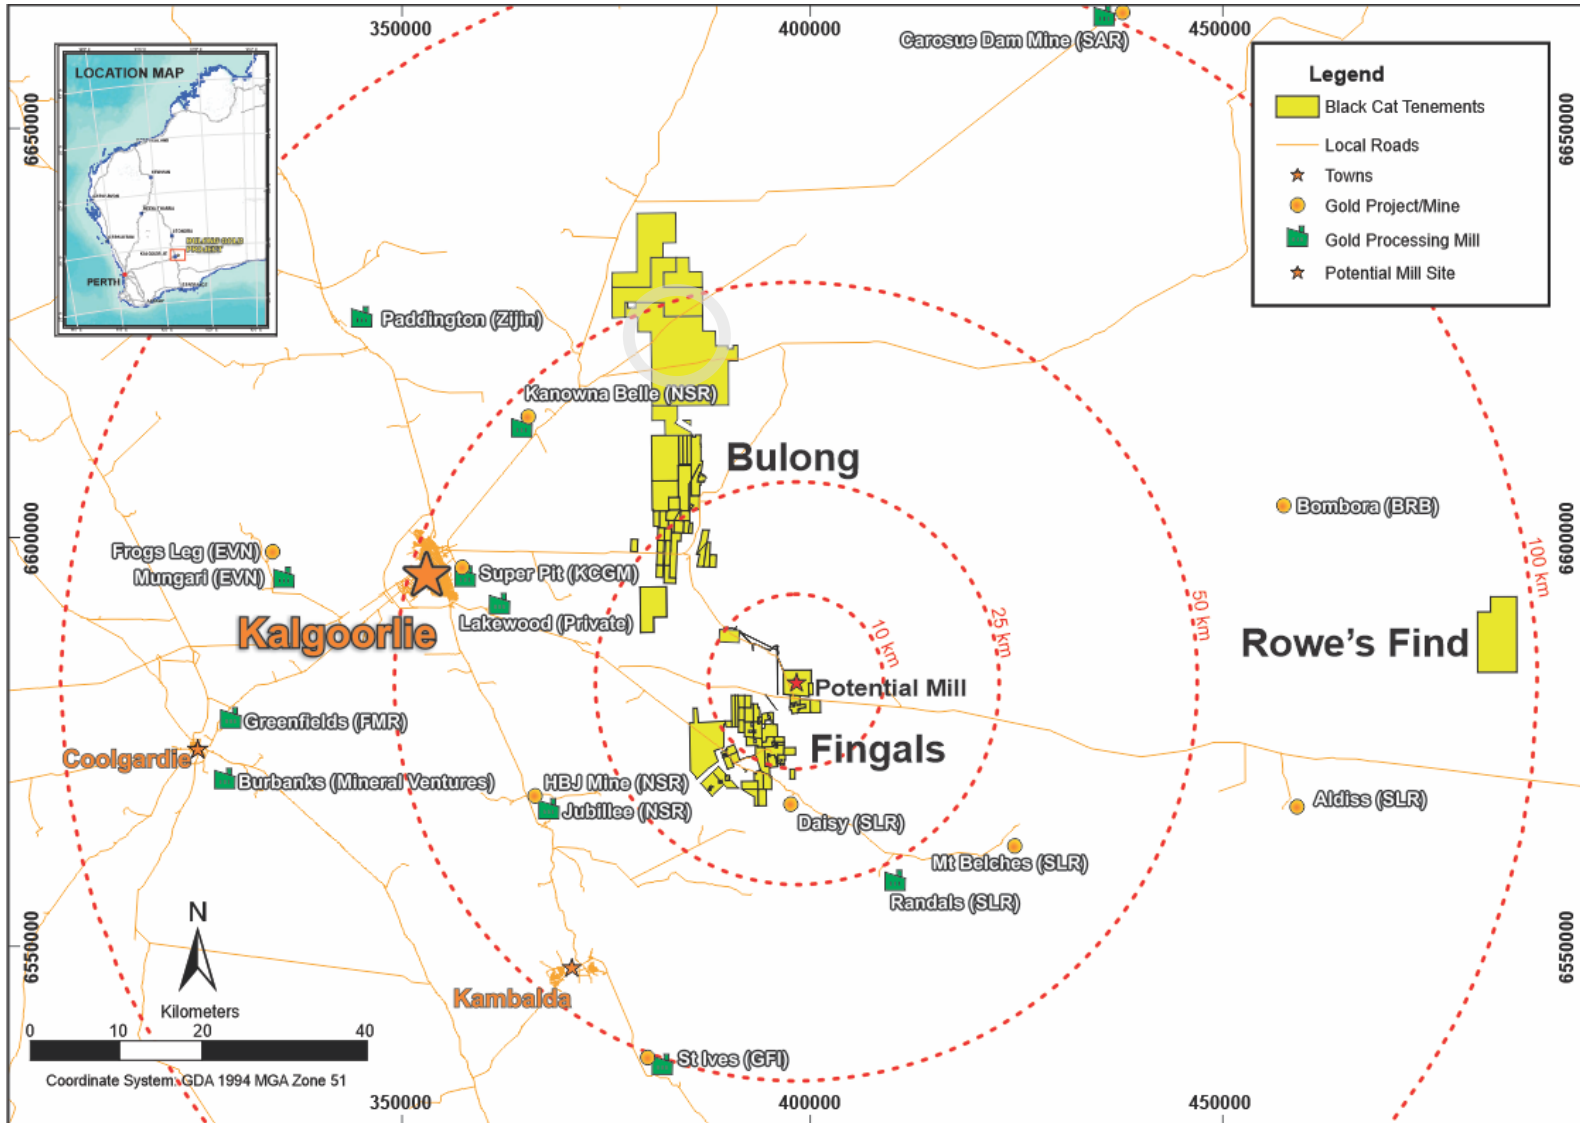 350000
400000
450000
Carosue Dam Mine (SAR)
LOCATION MAP
PERTH
Legend
Black Cat Tenements
Local Roads
Towns
Gold Project/Mine
Gold Processing Mill
Potential Mill Site
6650000
6650000
Paddington (Zijin)
Kanowna Belle (NSR)
Bulong
Bombora (BRB)
6600000
6600000
Frogs Leg (EVN)
Mungari (EVN)
Super Pit (KCGM)
Lakewood (Private)
Kalgoorlie
10 km
25 km
50 km
100 km
Rowe's Find
Potential Mill
Greenfields (FMR)
Coolgardie
Fingals
Burbanks (Mineral Ventures)
HBJ Mine (NSR)
Jubillee (NSR)
Daisy (SLR)
Aldiss (SLR)
Mt Belches (SLR)
Randals (SLR)
6550000
6550000
N
Kambalda
Kilometers
0 10 20 40
St Ives (GFI)
Coordinate System: GDA 1994 MGA Zone 51
350000
400000
450000